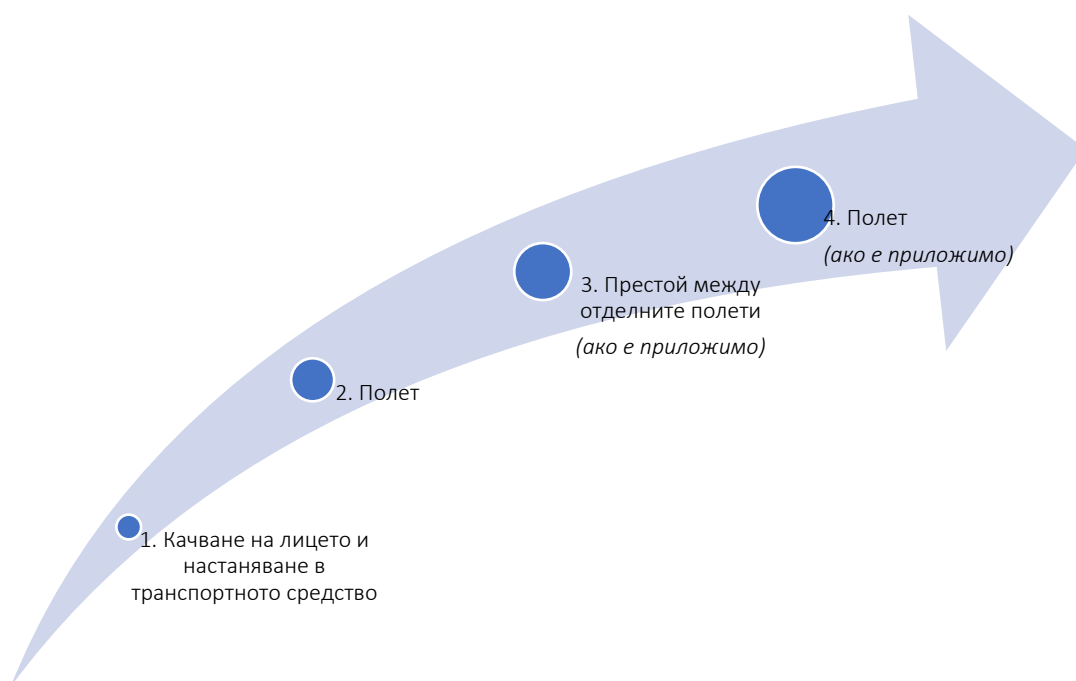 1. Качване на лицето и
настаняване в
транспортното средство
2. Полет
3. Престой между
отделните полети
(ако е приложимо)
4. Полет
(ако е приложимо)